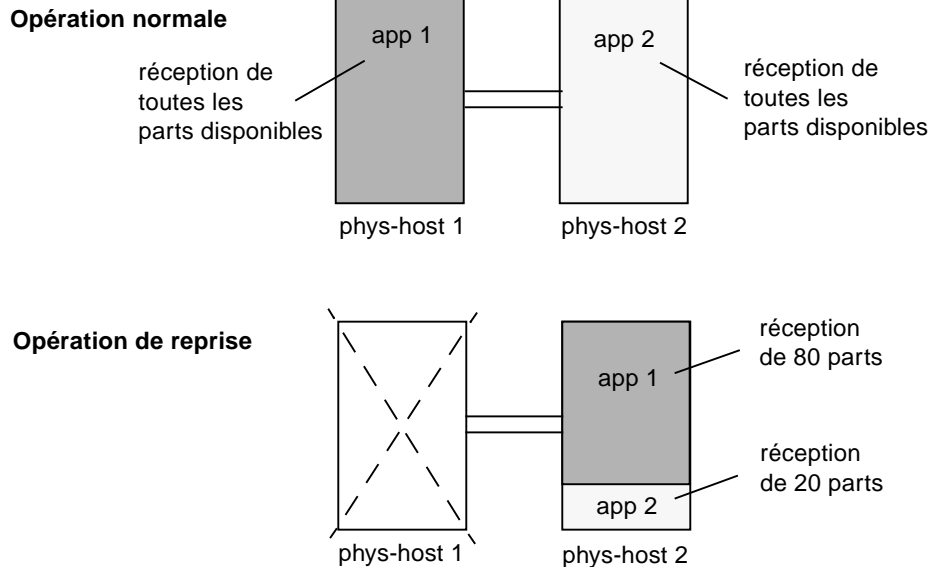 Opération normale
réception de
toutes les
parts disponibles
app 1
app 2
réception de
toutes les
parts disponibles
phys-host 1
phys-host 2
Opération de reprise
app 1
réception
de 80 parts
app 2
réception
de 20 parts
phys-host 1
phys-host 2